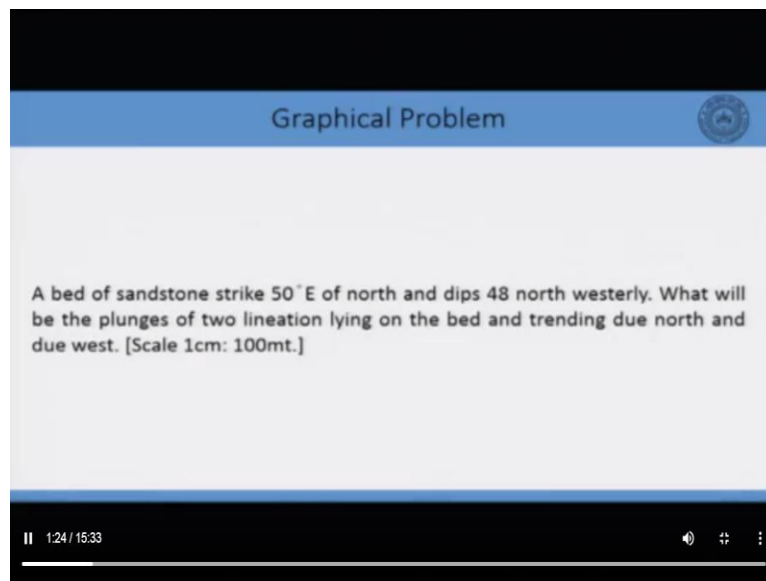 Graphical Problem
A bed of sandstone strike 50˚E of north and dips 48 north westerly. What will
be the plunges of two lineation lying on the bed and trending due north and
due west. [Scale 1cm: 100mt.]
1:24 / 15:33